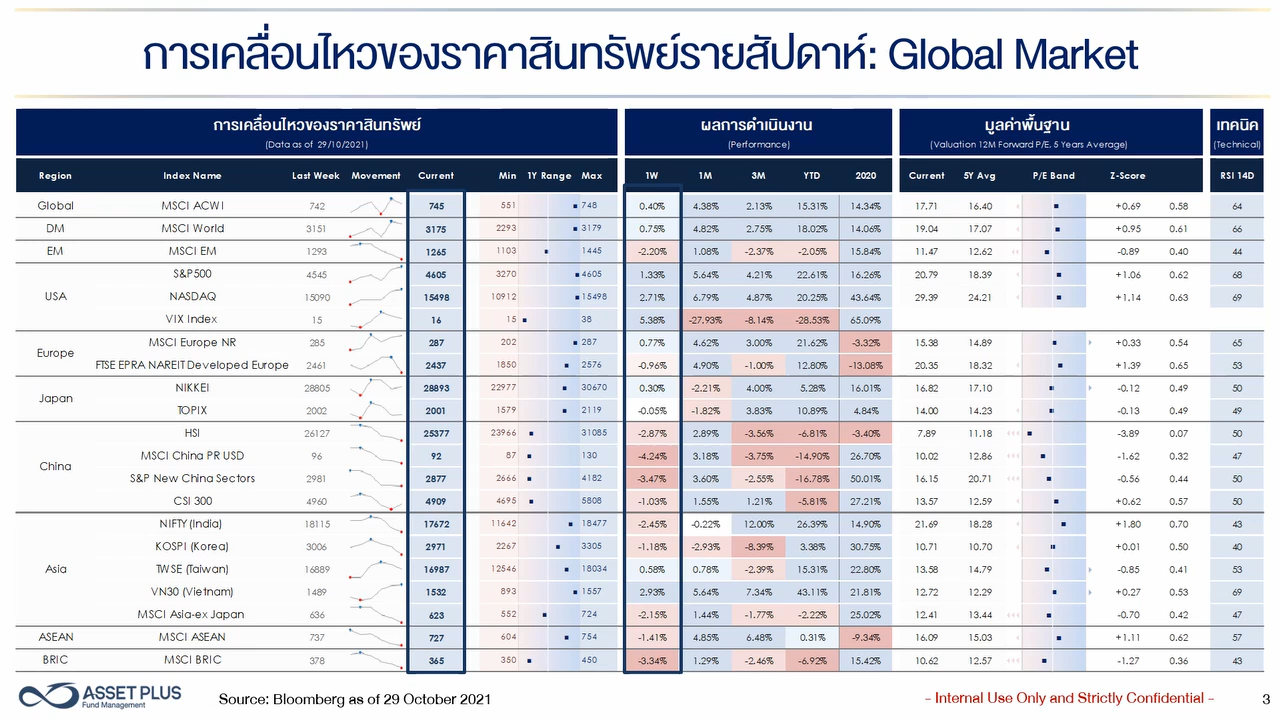 การเคลื่อนไหวของราคาสินทรัพย์รายสัปดาห์: Global Market
การเคลื่อนไหวของราคาสินทรัพย์ ผลการดำเนินงาน มูลค่าพื้นฐาน เทคนิค
(Data as of 29/10/2021) (Performance) (Valuation 12M Forward P/E, 5 Years Average) (Technical)
Region Index Name Last Week Movement Current Min 1Y Range Max 1W 1M 3M YTD 2020 Current 5Y Avg P/E Band Z-Score RSI 14D
Global MSCI ACWI 742 745 551 748 0.40% 4.38% 2.13% 15.31% 14.34% 17.71 16.40 +0.69 0.58 64
DM MSCI World 3151 3175 2293 3179 0.75% 4.82% 2.75% 18.02% 14.06% 19.04 17.07 +0.95 0.61 66
EM MSCI EM 1293 1265 1103 1445 -2.20% 1.08% -2.37% -2.05% 15.84% 11.47 12.62 -0.89 0.40 44
S&P500 4545 4605 3270 4605 1.33% 5.64% 4.21% 22.61% 16.26% 20.79 18.39 +1.06 0.62 68
USA NASDAQ 15090 15498 10912 15498 2.71% 6.79% 4.87% 20.25% 43.64% 29.39 24.21 +1.14 0.63 69
VIX Index 15 16 15 38 5.38% -27.93% -8.14% -28.53% 65.09%
Europe MSCI Europe NR 285 287 202 287 0.77% 4.62% 3.00% 21.62% -3.32% 15.38 14.89 +0.33 0.54 65
FTSE EPRA NAREIT Developed Europe 2461 2437 1850 2576 -0.96% 4.90% -1.00% 12.80% -13.08% 20.35 18.32 +1.39 0.65 53
Japan NIKKEI 28805 28893 22977 30670 0.30% -2.21% 4.00% 5.28% 16.01% 16.82 17.10 -0.12 0.49 50
TOPIX 2002 2001 1579 2119 -0.05% -1.82% 3.83% 10.89% 4.84% 14.00 14.23 -0.13 0.49 49
HSI 26127 25377 23966 31085 -2.87% 2.89% -3.56% -6.81% -3.40% 7.89 11.18 -3.89 0.07 50
China MSCI China PR USD 96 92 87 130 -4.24% 3.18% -3.75% -14.90% 26.70% 10.02 12.86 -1.62 0.32 47
S&P New China Sectors 2981 2877 2666 4182 -3.47% 3.60% -2.55% -16.78% 50.01% 16.15 20.71 -0.56 0.44 50
CSI 300 4960 4909 4695 5808 -1.03% 1.55% 1.21% -5.81% 27.21% 13.57 12.59 +0.62 0.57 50
NIFTY (India) 18115 17672 11642 18477 -2.45% -0.22% 12.00% 26.39% 14.90% 21.69 18.28 +1.80 0.70 43
KOSPI (Korea) 3006 2971 2267 3305 -1.18% -2.93% -8.39% 3.38% 30.75% 10.71 10.70 +0.01 0.50 40
Asia TWSE (Taiwan) 16889 16987 12546 18034 0.58% 0.78% -2.39% 15.31% 22.80% 13.58 14.79 -0.85 0.41 53
VN30 (Vietnam) 1489 1532 893 1557 2.93% 5.64% 7.34% 43.11% 21.81% 12.72 12.29 +0.27 0.53 69
MSCI Asia-ex Japan 636 623 552 724 -2.15% 1.44% -1.77% -2.22% 25.02% 12.41 13.44 -0.70 0.42 47
ASEAN MSCI ASEAN 737 727 604 754 -1.41% 4.85% 6.48% 0.31% -9.34% 16.09 15.03 +1.11 0.62 57
BRIC MSCI BRIC 378 365 350 450 -3.34% 1.29% -2.46% -6.92% 15.42% 10.62 12.57 -1.27 0.36 43
ASSET PLUS
Fund Management
Source: Bloomberg as of 29 October 2021
- Internal Use Only and Strictly Confidential -
3